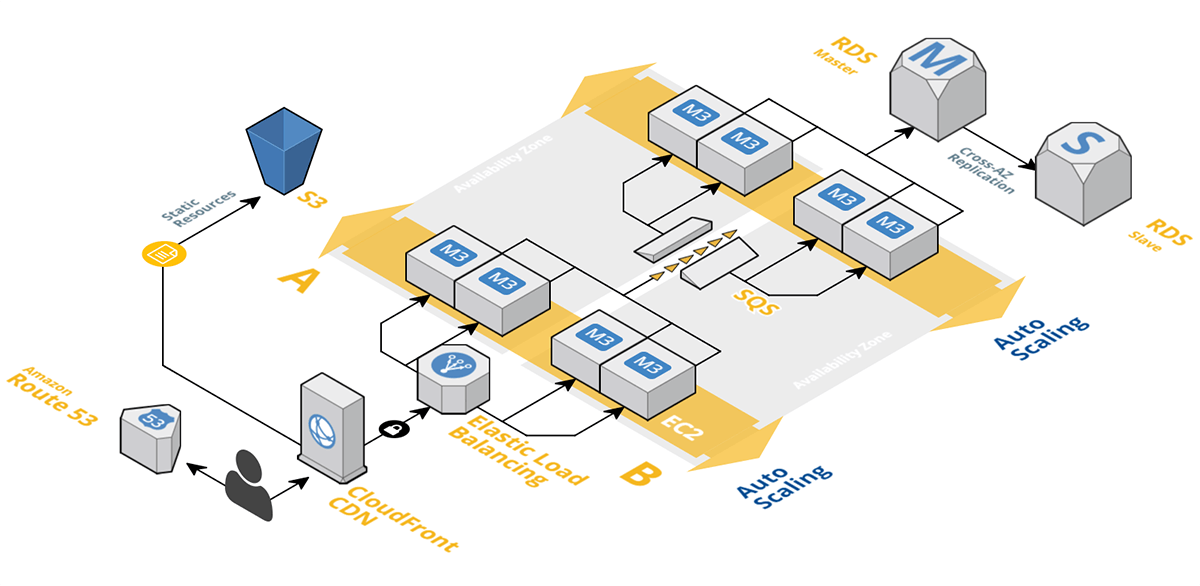 RDS
Master
M
S
Cross-AZ
Replication
RDS
Slave
M3
M3
M3
M3
Availability Zone
S3
Static
Resources
A
M3
M3
SQS
M3
M3
Availability Zone
Auto
Scaling
EC2
Amazon
Route 53
53
Elastic Load
Balancing
B
Auto
Scaling
CloudFront
CDN